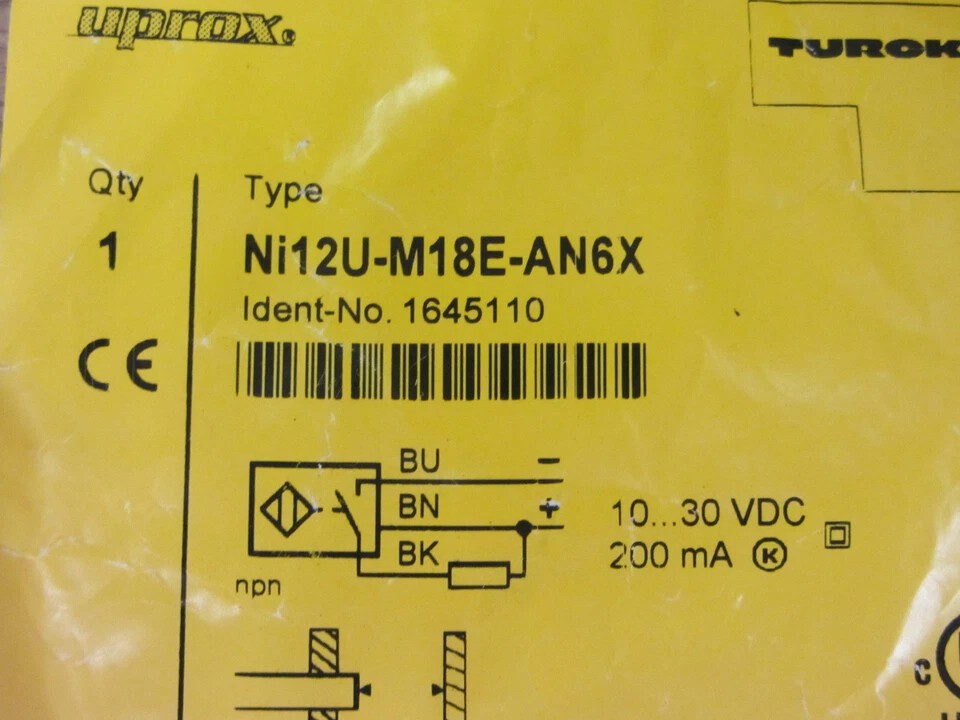 uprox®
TURCK
Qty
Type
1
Ni12U-M18E-AN6X
Ident-No. 1645110
CE
BU
−
BN
+
10...30 VDC
BK
200 mA K
npn
c